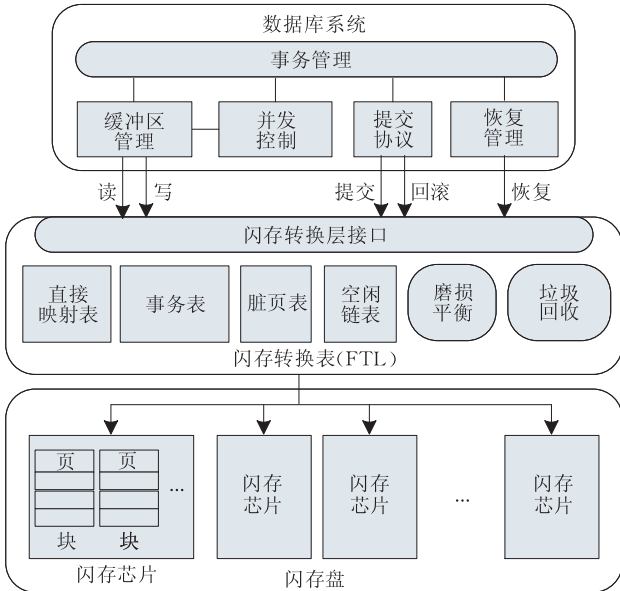 数据库系统
事务管理
缓冲区
管理
并发
控制
提交
协议
恢复
管理
读
写
提交
回滚
恢复
闪存转换层接口
直接
映射表
事务表
脏页表
空闲
链表
磨损
平衡
垃圾
回收
闪存转换表(FTL)
页
页
...
块
块
闪存芯片
闪存
芯片
闪存
芯片
...
闪存
芯片
闪存盘